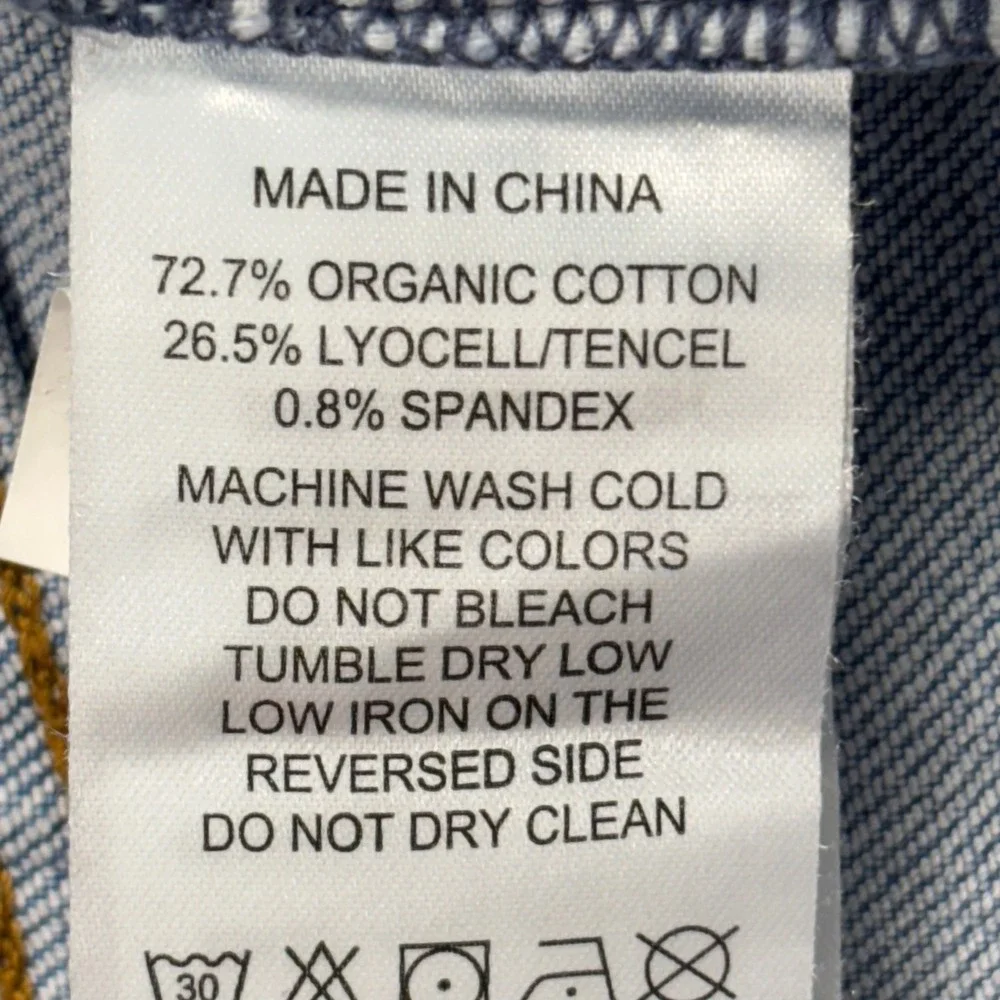 MADE IN CHINA
72.7% ORGANIC COTTON
26.5% LYOCELL/TENCEL
0.8% SPANDEX
MACHINE WASH COLD
WITH LIKE COLORS
DO NOT BLEACH
TUMBLE DRY LOW
LOW IRON ON THE
REVERSED SIDE
DO NOT DRY CLEAN
30